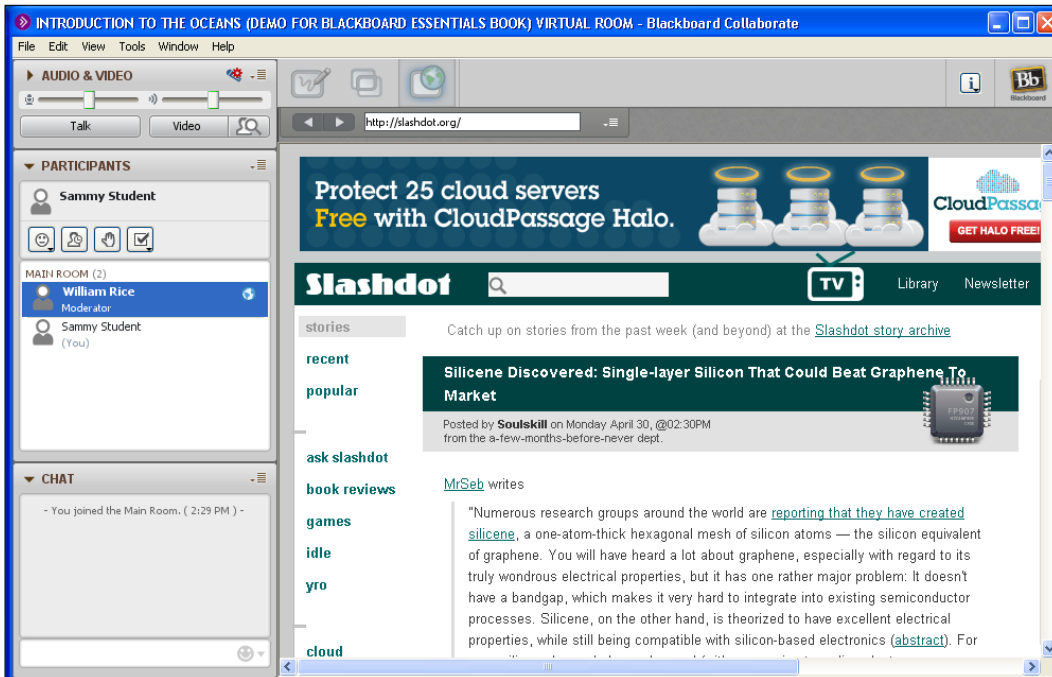 INTRODUCTION TO THE OCEANS (DEMO FOR BLACKBOARD ESSENTIALS BOOK) VIRTUAL ROOM - Blackboard Collaborate
File Edit View Tools Window Help
AUDIO & VIDEO
Talk Video
PARTICIPANTS
Sammy Student
MAIN ROOM (2)
William Rice
Moderator
Sammy Student
(You)
CHAT
- You joined the Main Room. ( 2:29 PM ) -
Bb
Blackboard
http://slashdot.org/
Protect 25 cloud servers
Free with CloudPassage Halo.
CloudPassag
GET HALO FREE!
Slashdot
TV
Library Newsletter
stories
recent
popular
ask slashdot
book reviews
games
idle
yro
cloud
Catch up on stories from the past week (and beyond) at the Slashdot story archive
Silicene Discovered: Single-layer Silicon That Could Beat Graphene To
Market
FP907
Posted by Soulskill on Monday April 30, @02:30PM
from the a-few-months-before-never dept.
MrSeb writes
"Numerous research groups around the world are reporting that they have created
silicene, a one-atom-thick hexagonal mesh of silicon atoms — the silicon equivalent
of graphene. You will have heard a lot about graphene, especially with regard to its
truly wondrous electrical properties, but it has one rather major problem: It doesn't
have a bandgap, which makes it very hard to integrate into existing semiconductor
processes. Silicene, on the other hand, is theorized to have excellent electrical
properties, while still being compatible with silicon-based electronics (abstract). For